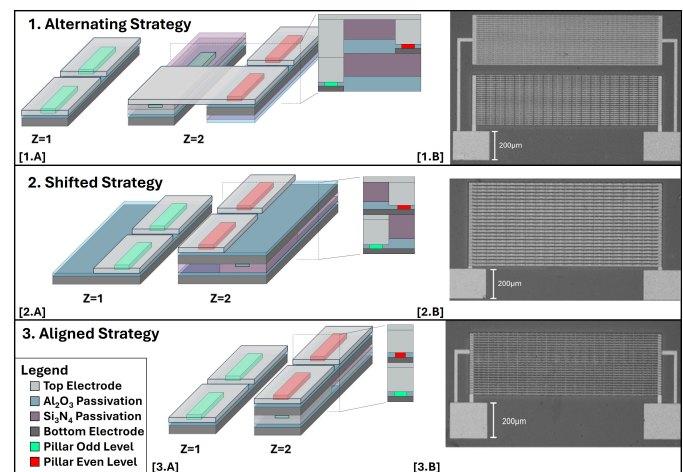 1. Alternating Strategy
Z=1
Z=2
[1.A]
[1.B]
200µm
2. Shifted Strategy
Z=1
Z=2
[2.A]
[2.B]
200µm
3. Aligned Strategy
Legend
Top Electrode
Al₂O₃ Passivation
Si₃N₄ Passivation
Bottom Electrode
Pillar Odd Level
Pillar Even Level
Z=1
Z=2
[3.A]
[3.B]
200µm